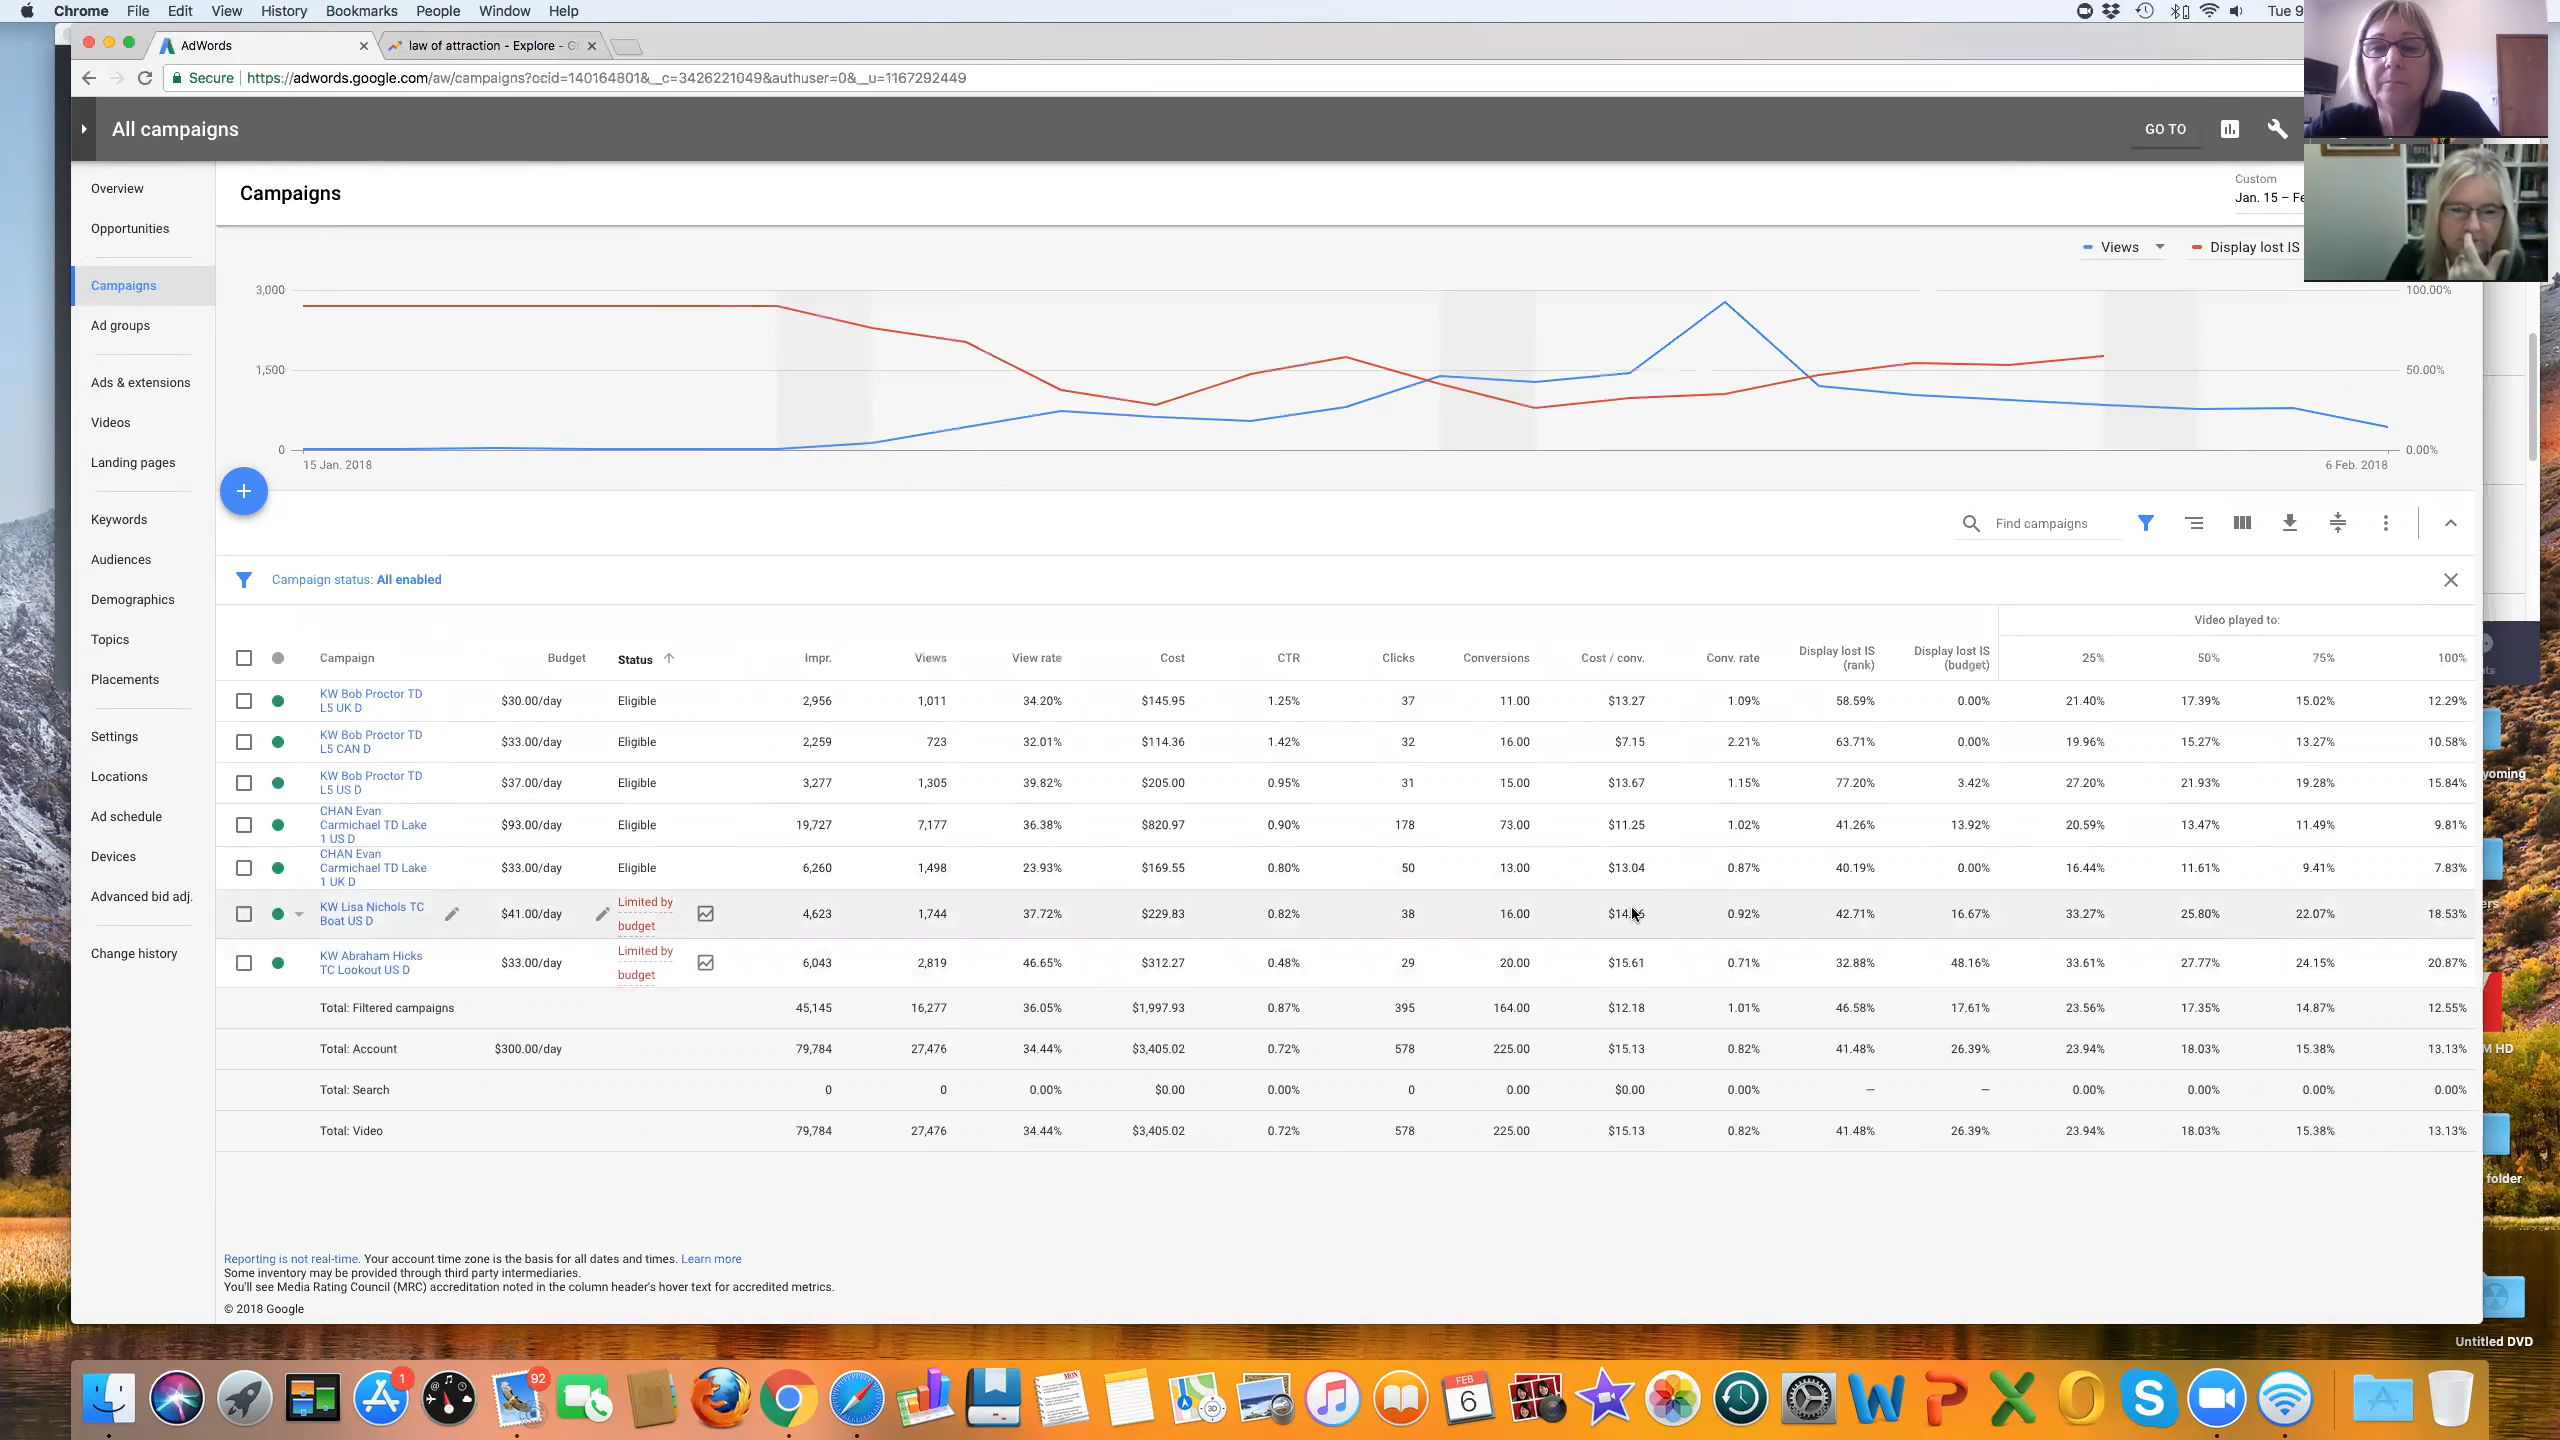 Chrome File Edit View History Bookmarks People Window Help Tue 9
AdWords law of attraction - Explore - G
Secure https://adwords.google.com/aw/campaigns?ocid=140164801&__c=3426221049&authuser=0&__u=1167292449
All campaigns GO TO
Overview
Opportunities
Campaigns
Ad groups
Ads & extensions
Videos
Landing pages
Keywords
Audiences
Demographics
Topics
Placements
Settings
Locations
Ad schedule
Devices
Advanced bid adj.
Change history
Campaigns
Custom
Jan. 15 – Fe
Views Display lost IS
3,000 100.00%
1,500 50.00%
0 0.00%
15 Jan. 2018 6 Feb. 2018
Find campaigns
Campaign status: All enabled
Video played to:
Campaign Budget Status Impr. Views View rate Cost CTR Clicks Conversions Cost / conv. Conv. rate Display lost IS (rank) Display lost IS (budget) 25% 50% 75% 100%
KW Bob Proctor TD L5 UK D $30.00/day Eligible 2,956 1,011 34.20% $145.95 1.25% 37 11.00 $13.27 1.09% 58.59% 0.00% 21.40% 17.39% 15.02% 12.29%
KW Bob Proctor TD L5 CAN D $33.00/day Eligible 2,259 723 32.01% $114.36 1.42% 32 16.00 $7.15 2.21% 63.71% 0.00% 19.96% 15.27% 13.27% 10.58%
KW Bob Proctor TD L5 US D $37.00/day Eligible 3,277 1,305 39.82% $205.00 0.95% 31 15.00 $13.67 1.15% 77.20% 3.42% 27.20% 21.93% 19.28% 15.84%
CHAN Evan Carmichael TD Lake 1 US D $93.00/day Eligible 19,727 7,177 36.38% $820.97 0.90% 178 73.00 $11.25 1.02% 41.26% 13.92% 20.59% 13.47% 11.49% 9.81%
CHAN Evan Carmichael TD Lake 1 UK D $33.00/day Eligible 6,260 1,498 23.93% $169.55 0.80% 50 13.00 $13.04 0.87% 40.19% 0.00% 16.44% 11.61% 9.41% 7.83%
KW Lisa Nichols TC Boat US D $41.00/day Limited by budget 4,623 1,744 37.72% $229.83 0.82% 38 16.00 0.92% 42.71% 16.67% 33.27% 25.80% 22.07% 18.53%
KW Abraham Hicks TC Lookout US D $33.00/day Limited by budget 6,043 2,819 46.65% $312.27 0.48% 29 20.00 $15.61 0.71% 32.88% 48.16% 33.61% 27.77% 24.15% 20.87%
Total: Filtered campaigns 45,145 16,277 36.05% $1,997.93 0.87% 395 164.00 $12.18 1.01% 46.58% 17.61% 23.56% 17.35% 14.87% 12.55%
Total: Account $300.00/day 79,784 27,476 34.44% $3,405.02 0.72% 578 225.00 $15.13 0.82% 41.48% 26.39% 23.94% 18.03% 15.38% 13.13%
Total: Search 0 0 0.00% $0.00 0.00% 0 0.00 $0.00 0.00% — — 0.00% 0.00% 0.00% 0.00%
Total: Video 79,784 27,476 34.44% $3,405.02 0.72% 578 225.00 $15.13 0.82% 41.48% 26.39% 23.94% 18.03% 15.38% 13.13%
Reporting is not real-time. Your account time zone is the basis for all dates and times. Learn more
Some inventory may be provided through third party intermediaries.
You'll see Media Rating Council (MRC) accreditation noted in the column header's hover text for accredited metrics.
© 2018 Google
yoming
ers
M HD
folder
Untitled DVD
1
92
MON
3D
FEB
6
W P X O S